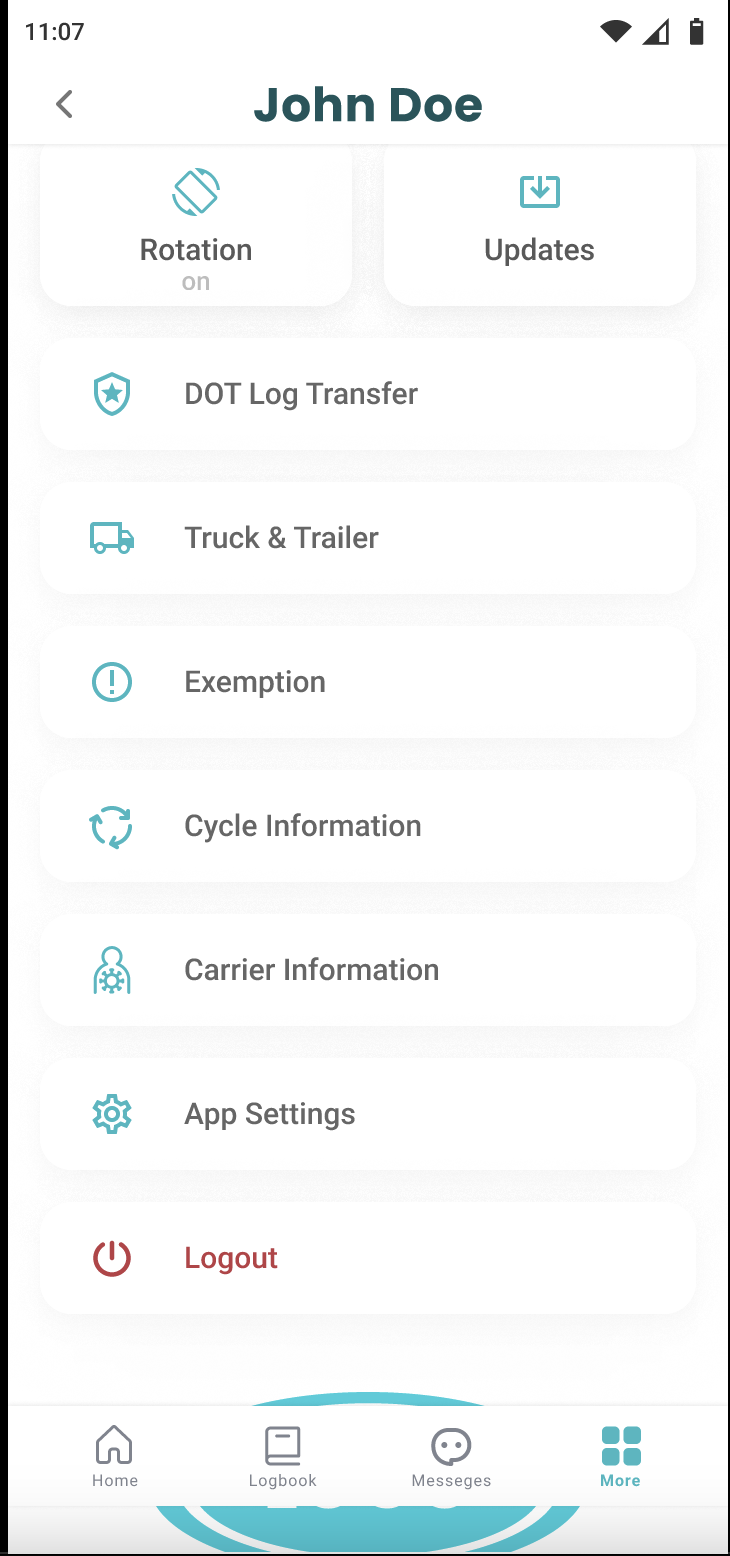 11:07
John Doe
Rotation
on
Updates
DOT Log Transfer
Truck & Trailer
Exemption
Cycle Information
Carrier Information
App Settings
Logout
Home
Logbook
Messeges
More